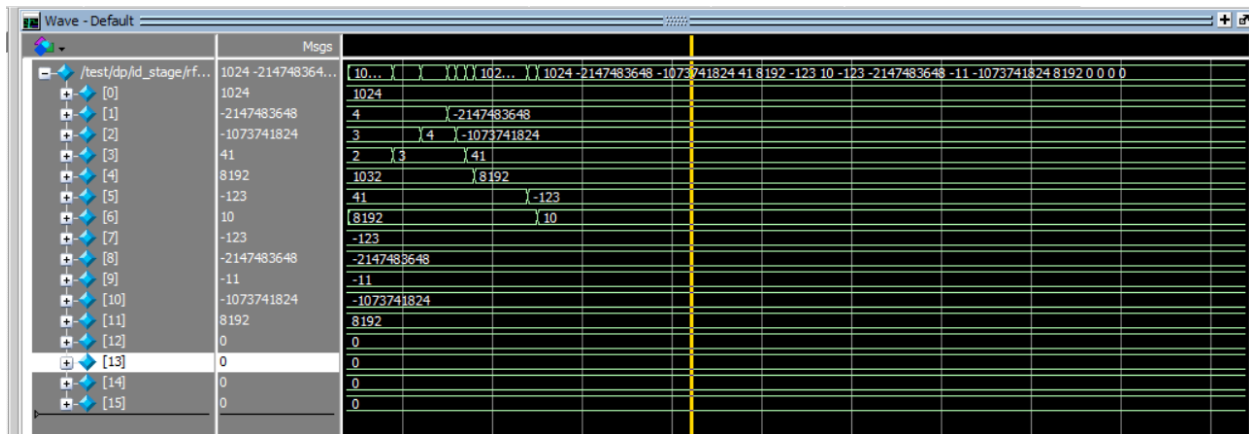 Wave - Default
Msgs
/test/dp/id_stage/rf... 1024 -214748364... 10... 102... 1024 -2147483648 -1073741824 41 8192 -123 10 -123 -2147483648 -11 -1073741824 8192 0 0 0 0
[0] 1024 1024
[1] -2147483648 4 -2147483648
[2] -1073741824 3 4 -1073741824
[3] 41 2 3 41
[4] 8192 1032 8192
[5] -123 41 -123
[6] 10 8192 10
[7] -123 -123
[8] -2147483648 -2147483648
[9] -11 -11
[10] -1073741824 -1073741824
[11] 8192 8192
[12] 0 0
[13] 0 0
[14] 0 0
[15] 0 0